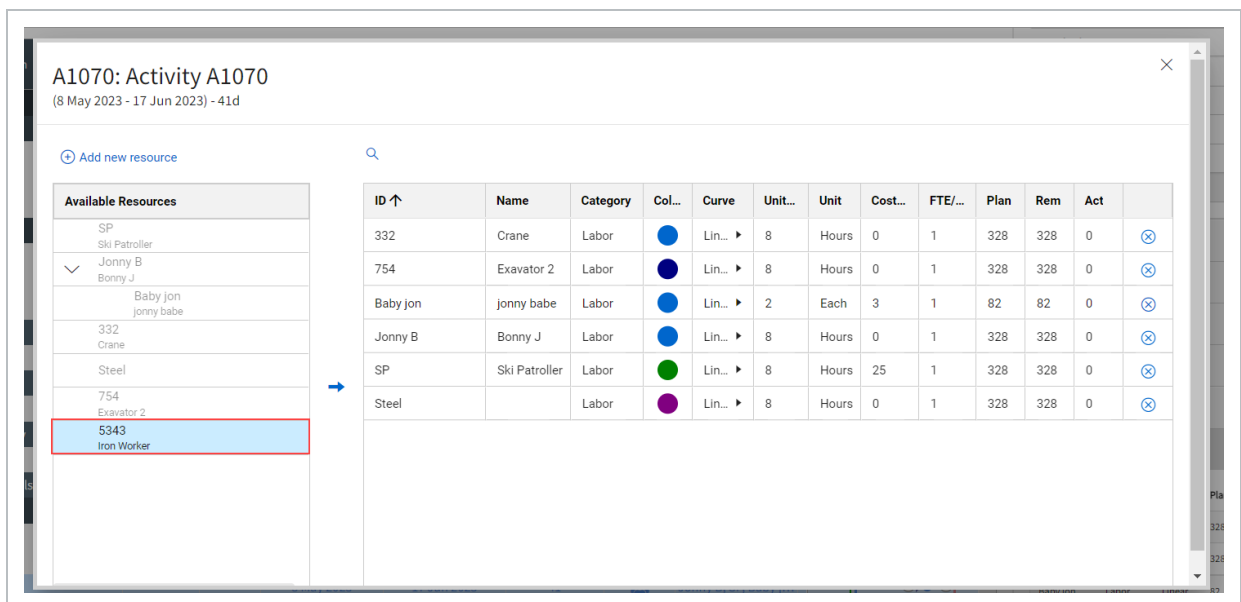 A1070: Activity A1070
(8 May 2023 - 17 Jun 2023) - 41d
Add new resource
Available Resources
SP
Ski Patroller
Jonny B
Bonny J
Baby jon
jonny babe
332
Crane
Steel
754
Exavator 2
5343
Iron Worker
ID Name Category Col... Curve Unit... Unit Cost... FTE/... Plan Rem Act
332 Crane Labor Lin... 8 Hours 0 1 328 328 0
754 Exavator 2 Labor Lin... 8 Hours 0 1 328 328 0
Baby jon jonny babe Labor Lin... 2 Each 3 1 82 82 0
Jonny B Bonny J Labor Lin... 8 Hours 0 1 328 328 0
SP Ski Patroller Labor Lin... 8 Hours 25 1 328 328 0
Steel Labor Lin... 8 Hours 0 1 328 328 0
Pla
328
328